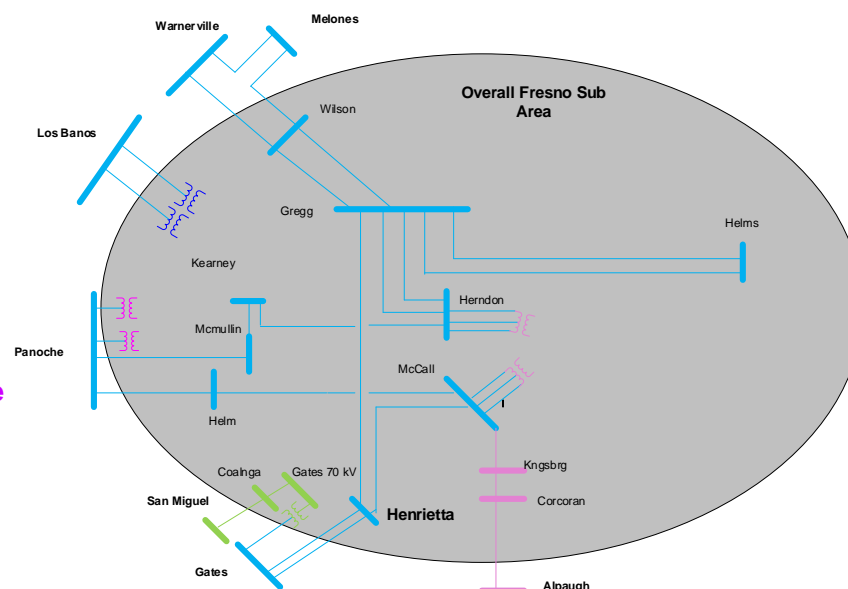 Melones
Warnerville
Overall Fresno Sub
Area
Wilson
Los Banos
Gregg
Helms
Kearney
Herndon
Mcmullin
Panoche
McCall
e
Helm
Kngsbrg
Coalnga
Gates 70 kV
San Miguel
Corcoran
Henrietta
Gates
Alpaugh